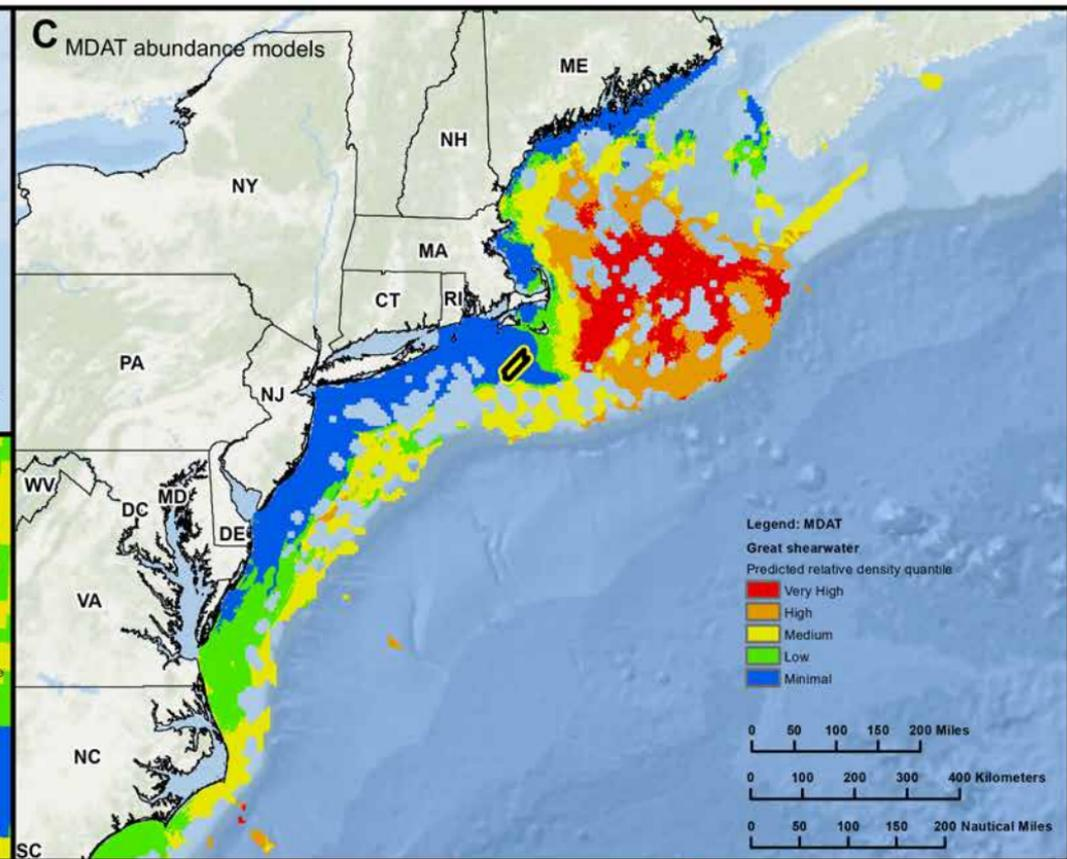 C MDAT abundance models
ME
NH
NY
MA
CT RI
PA
NJ
WV
MD
DC
DE
VA
NC
SC
Legend: MDAT
Great shearwater
Predicted relative density quantile
Very High
High
Medium
Low
Minimal
0 50 100 150 200 Miles
0 100 200 300 400 Kilometers
0 50 100 150 200 Nautical Miles